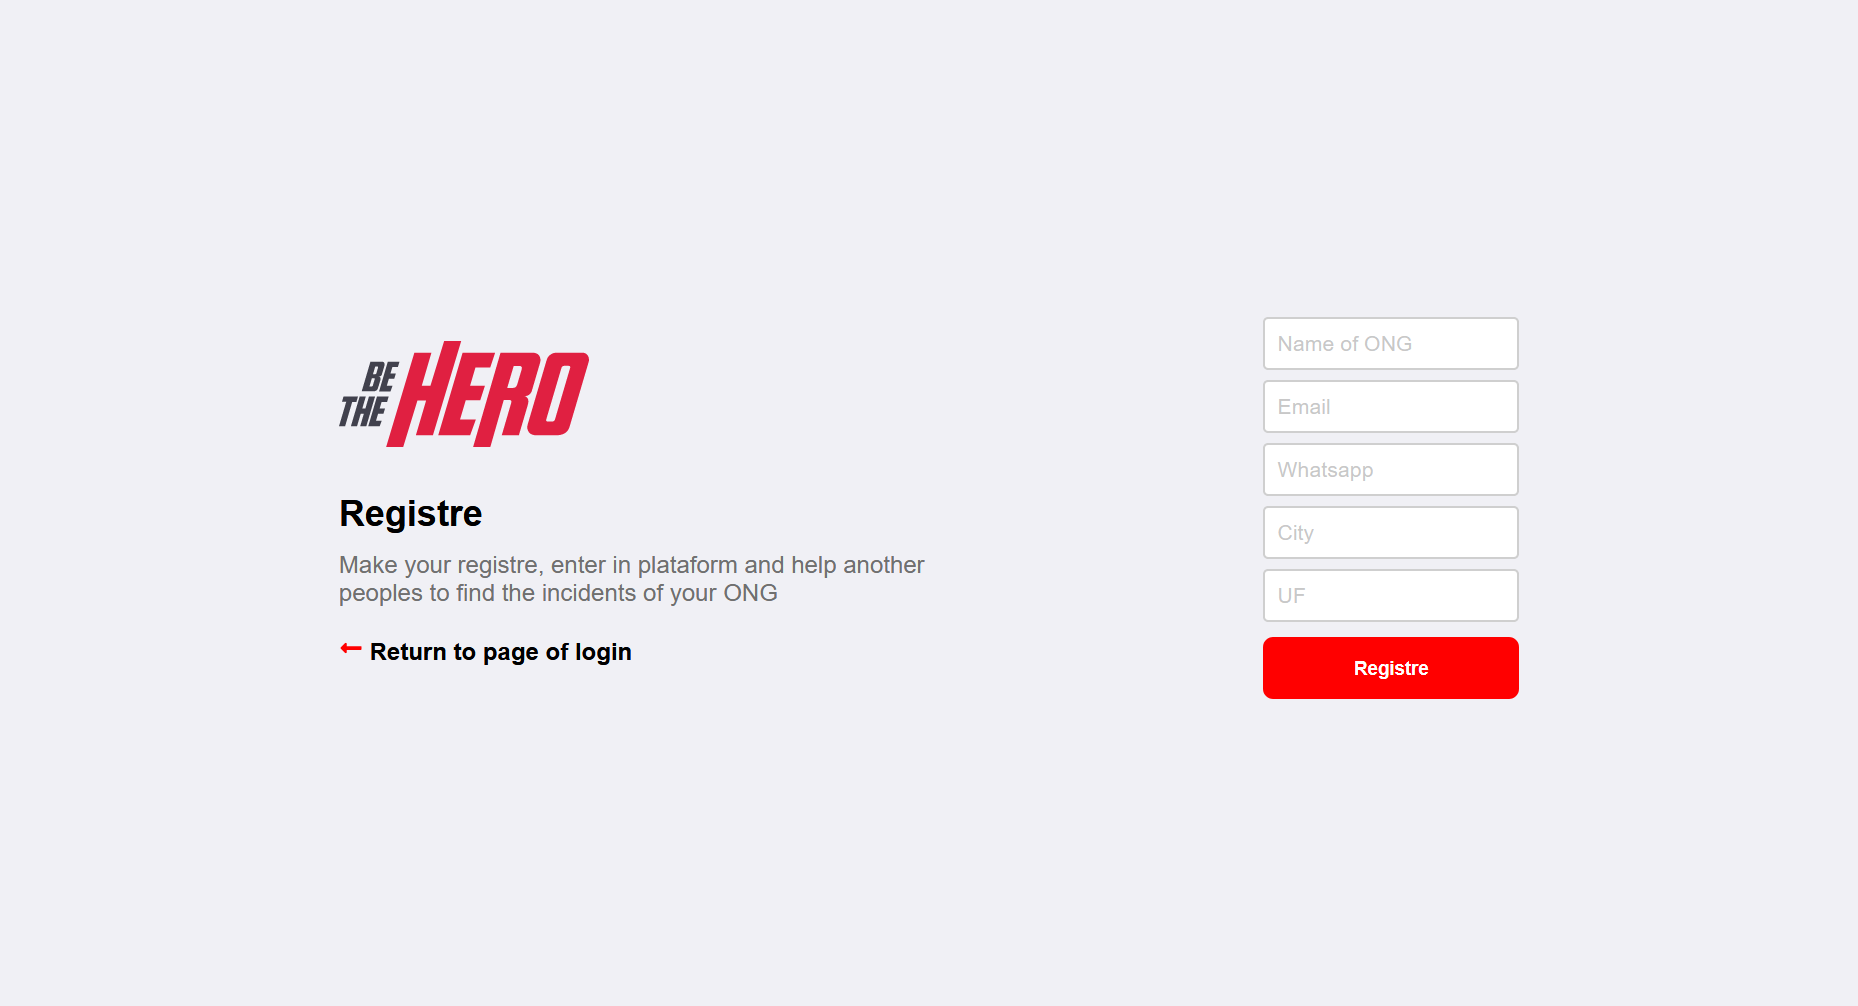 BE
THE HERO
Registre
Make your registre, enter in plataform and help another
peoples to find the incidents of your ONG
Return to page of login
Name of ONG
Email
Whatsapp
City
UF
Registre